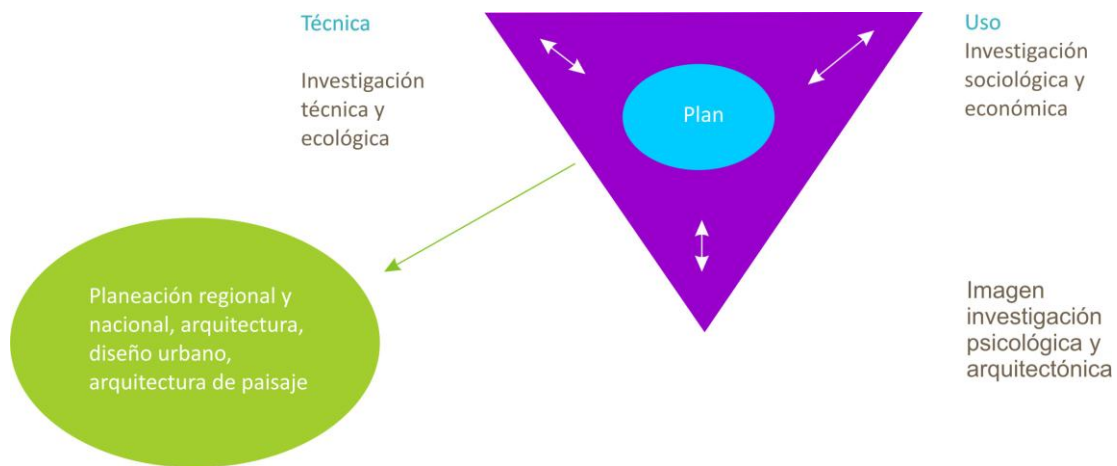 Técnica
Investigación
técnica y
ecológica
Plan
Uso
Investigación
sociológica y
económica
Planeación regional y
nacional, arquitectura,
diseño urbano,
arquitectura de paisaje
Imagen
investigación
psicológica y
arquitectónica